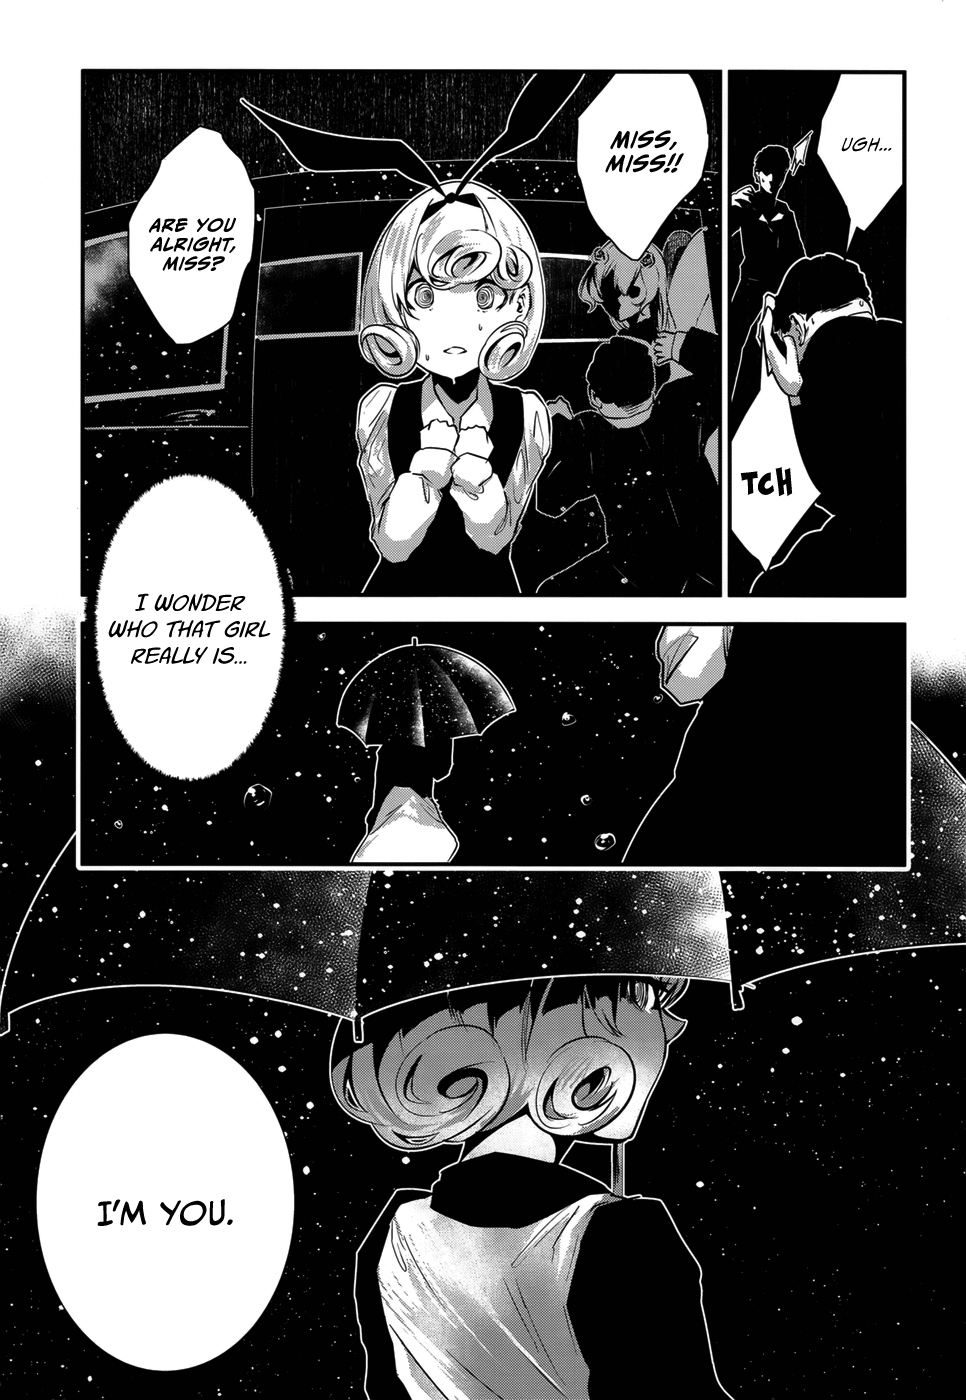 UGH...
TCH
MISS,
MISS!!
ARE YOU
ALRIGHT,
MISS?
I WONDER
WHO THAT GIRL
REALLY IS...
I'M YOU.